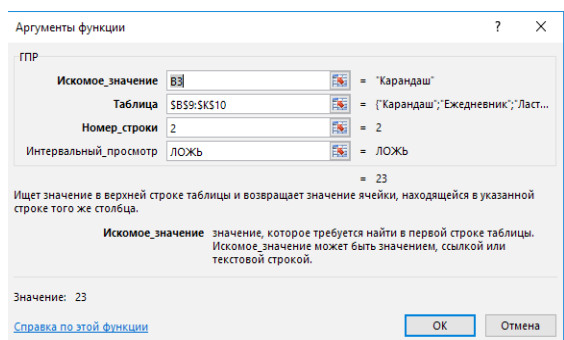 Аргументы функции ? ×
ГПР
Искомое_значение B3 = "Карандаш"
Таблица $B$9:$K$10 = {"Карандаш";"Ежедневник";"Ласт...
Номер_строки 2 = 2
Интервальный_просмотр ЛОЖЬ = ЛОЖЬ
= 23
Ищет значение в верхней строке таблицы и возвращает значение ячейки, находящейся в указанной
строке того же столбца.
Искомое_значение значение, которое требуется найти в первой строке таблицы.
Искомое_значение может быть значением, ссылкой или
текстовой строкой.
Значение: 23
Справка по этой функции ОК Отмена